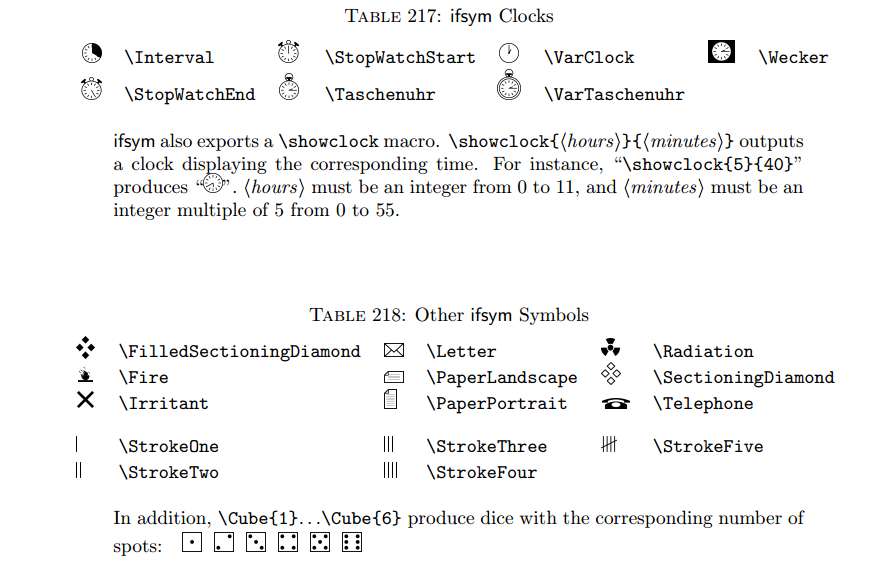 TABLE 217: ifsym Clocks
\Interval \StopWatchStart \VarClock \Wecker
\StopWatchEnd \Taschenuhr \VarTaschenuhr
ifsym also exports a \showclock macro. \showclock{⟨hours⟩}{⟨minutes⟩} outputs
a clock displaying the corresponding time. For instance, “\showclock{5}{40}”
produces “”. ⟨hours⟩ must be an integer from 0 to 11, and ⟨minutes⟩ must be an
integer multiple of 5 from 0 to 55.
TABLE 218: Other ifsym Symbols
\FilledSectioningDiamond \Letter \Radiation
\Fire \PaperLandscape \SectioningDiamond
\Irritant \PaperPortrait \Telephone
\StrokeOne \StrokeThree \StrokeFive
\StrokeTwo \StrokeFour
In addition, \Cube{1}...\Cube{6} produce dice with the corresponding number of
spots: ⚀ ⚁ ⚂ ⚃ ⚄ ⚅